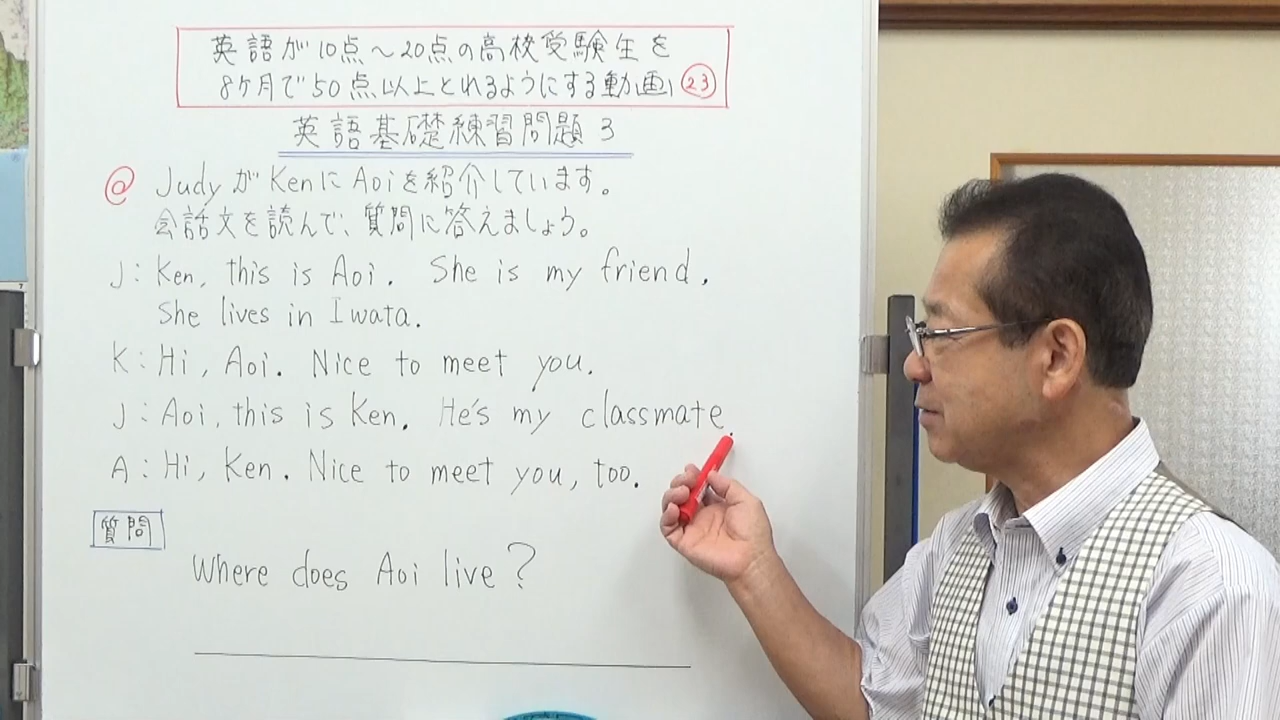 英語が10点～20点の高校受験生を
8ヶ月で50点以上とれるようにする動画 23
英語基礎練習問題 3
@ JudyがKenにAoiを紹介しています。
会話文を読んで、質問に答えましょう。
J: Ken, this is Aoi. She is my friend.
She lives in Iwata.
K: Hi, Aoi. Nice to meet you.
J: Aoi, this is Ken. He's my classmate.
A: Hi, Ken. Nice to meet you, too.
質問
Where does Aoi live?